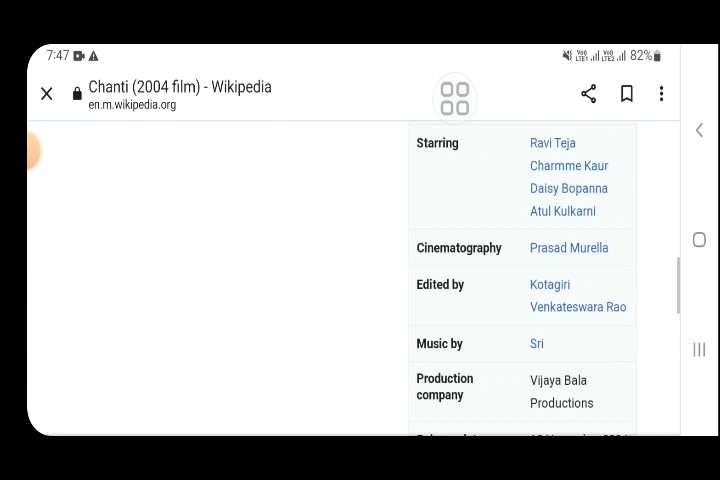 7:47 82%
Chanti (2004 film) - Wikipedia
en.m.wikipedia.org
Starring Ravi Teja
Charmme Kaur
Daisy Bopanna
Atul Kulkarni
Cinematography Prasad Murella
Edited by Kotagiri
Venkateswara Rao
Music by Sri
Production Vijaya Bala
company Productions